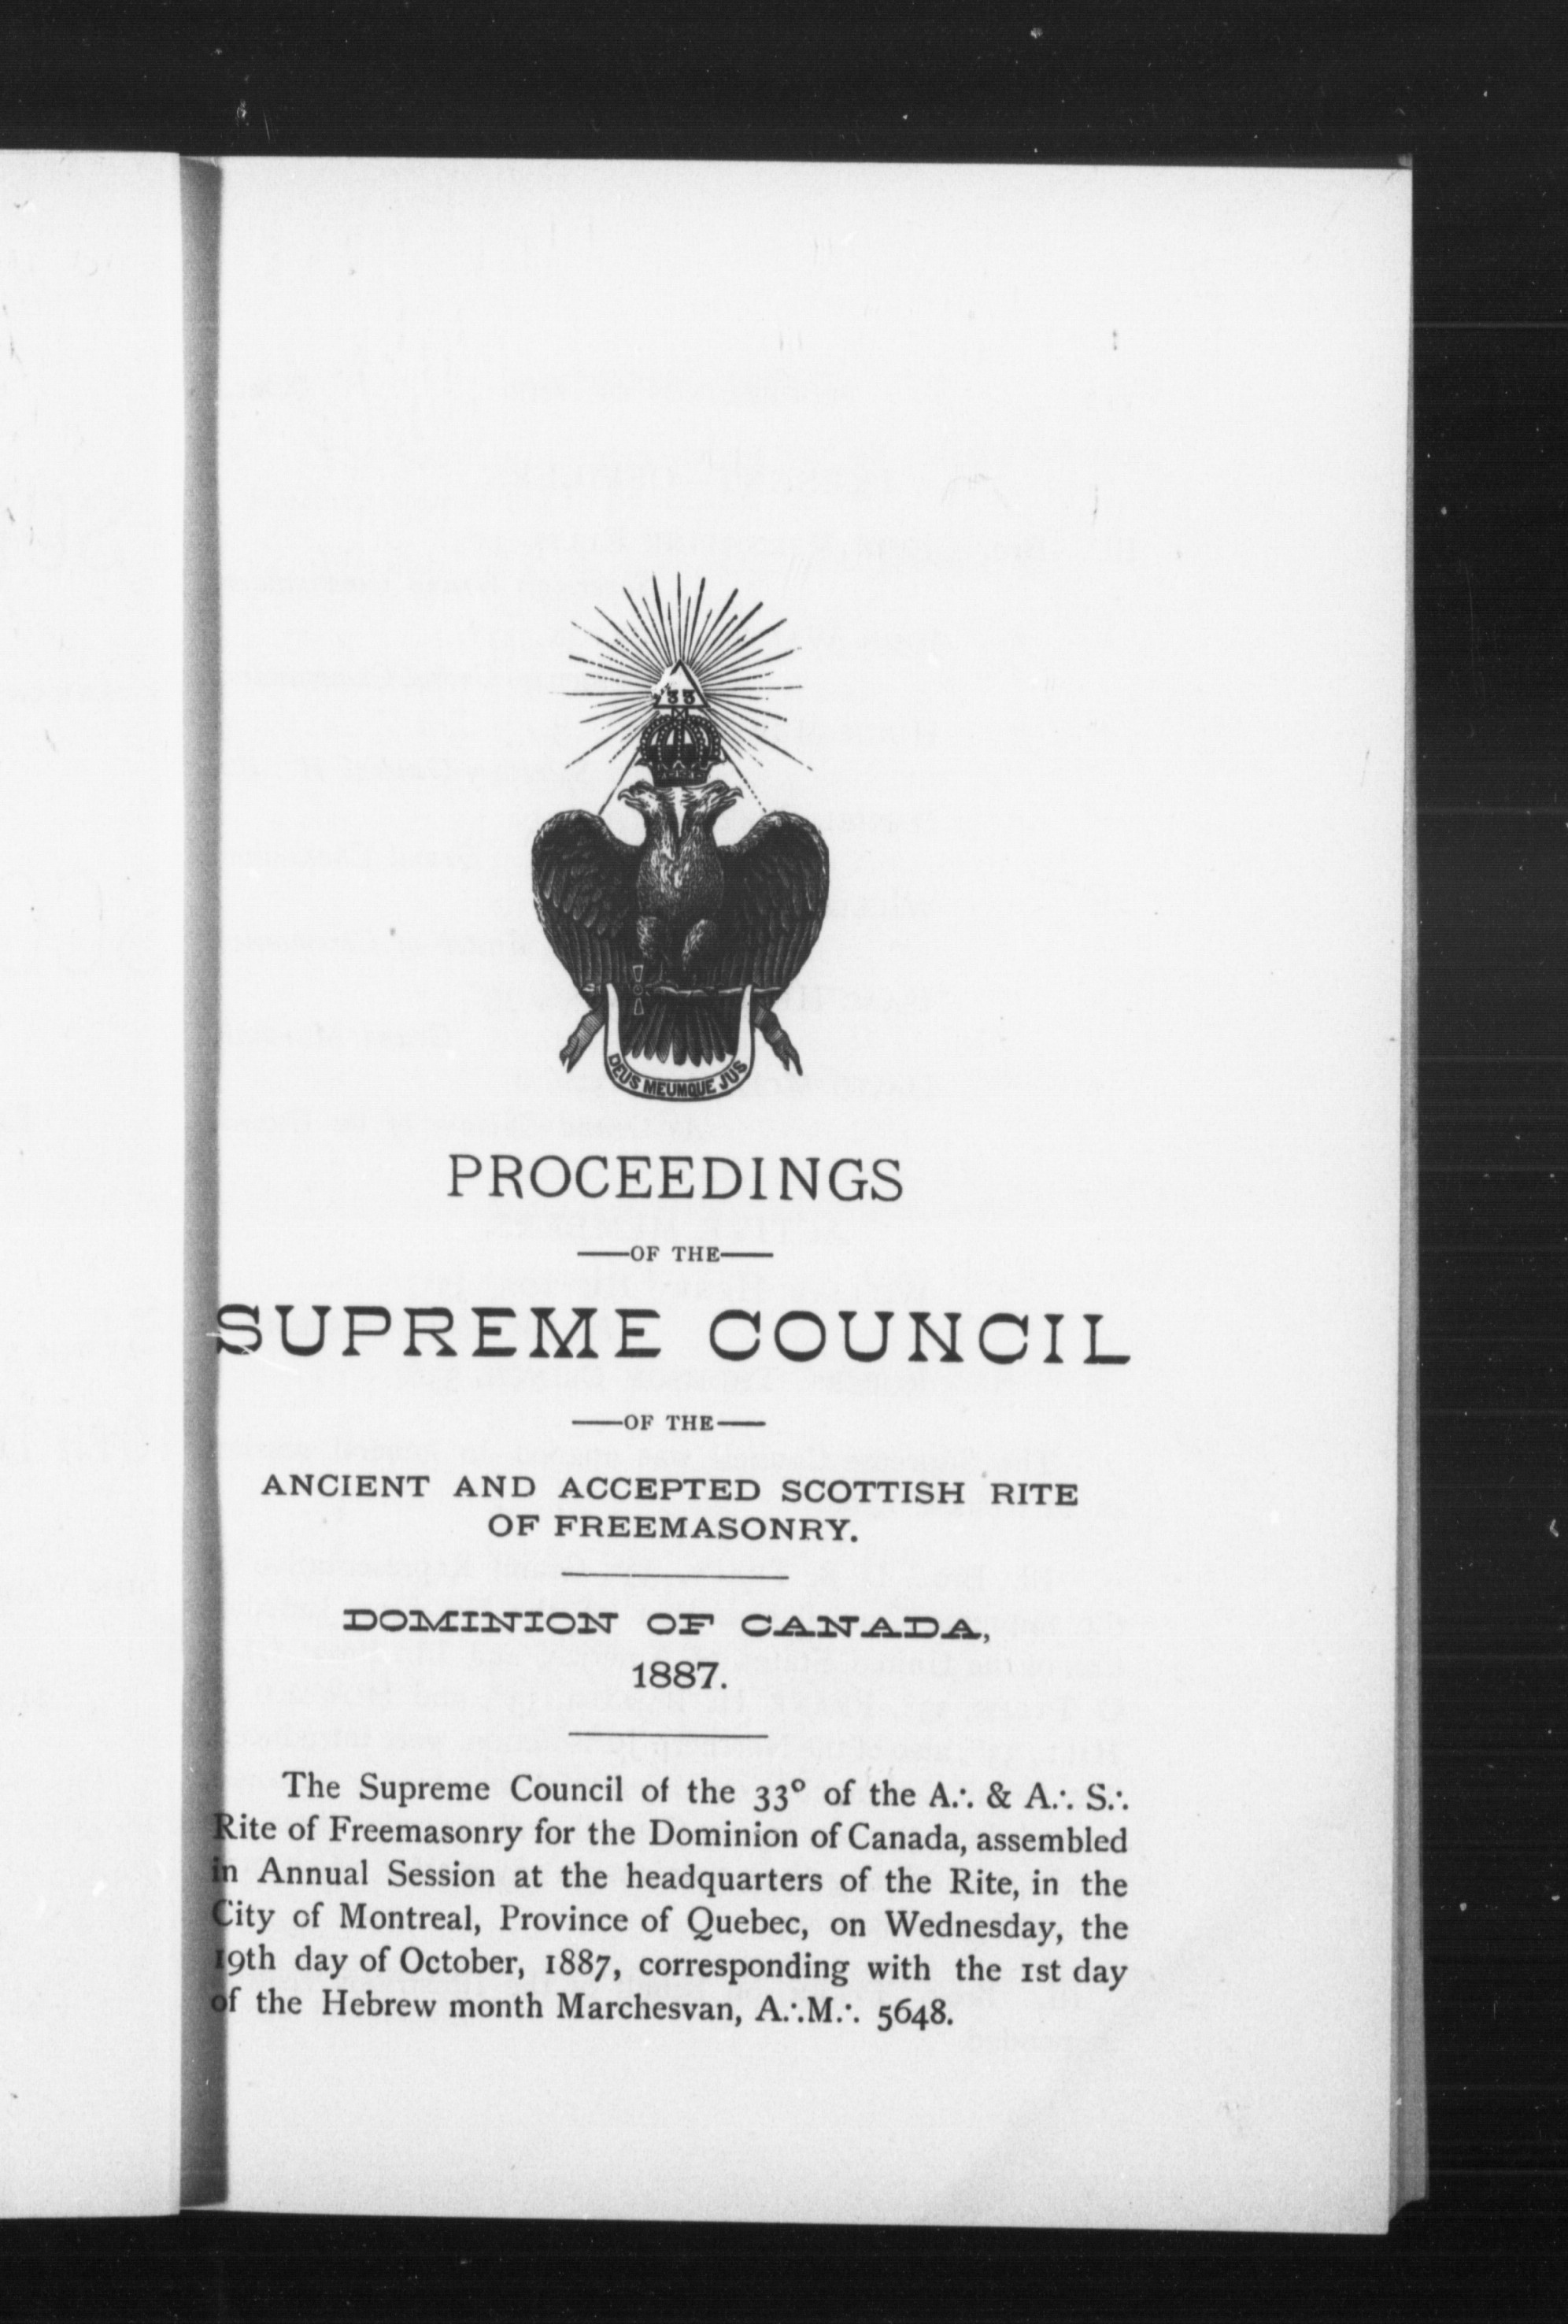 33
DEUS MEUMQUE JUS
PROCEEDINGS
—OF THE—
SUPREME COUNCIL
—OF THE—
ANCIENT AND ACCEPTED SCOTTISH RITE
OF FREEMASONRY.
DOMINION OF CANADA,
1887.
The Supreme Council of the 33° of the A∴ & A∴ S∴
Rite of Freemasonry for the Dominion of Canada, assembled
in Annual Session at the headquarters of the Rite, in the
City of Montreal, Province of Quebec, on Wednesday, the
19th day of October, 1887, corresponding with the 1st day
of the Hebrew month Marchesvan, A∴M∴ 5648.